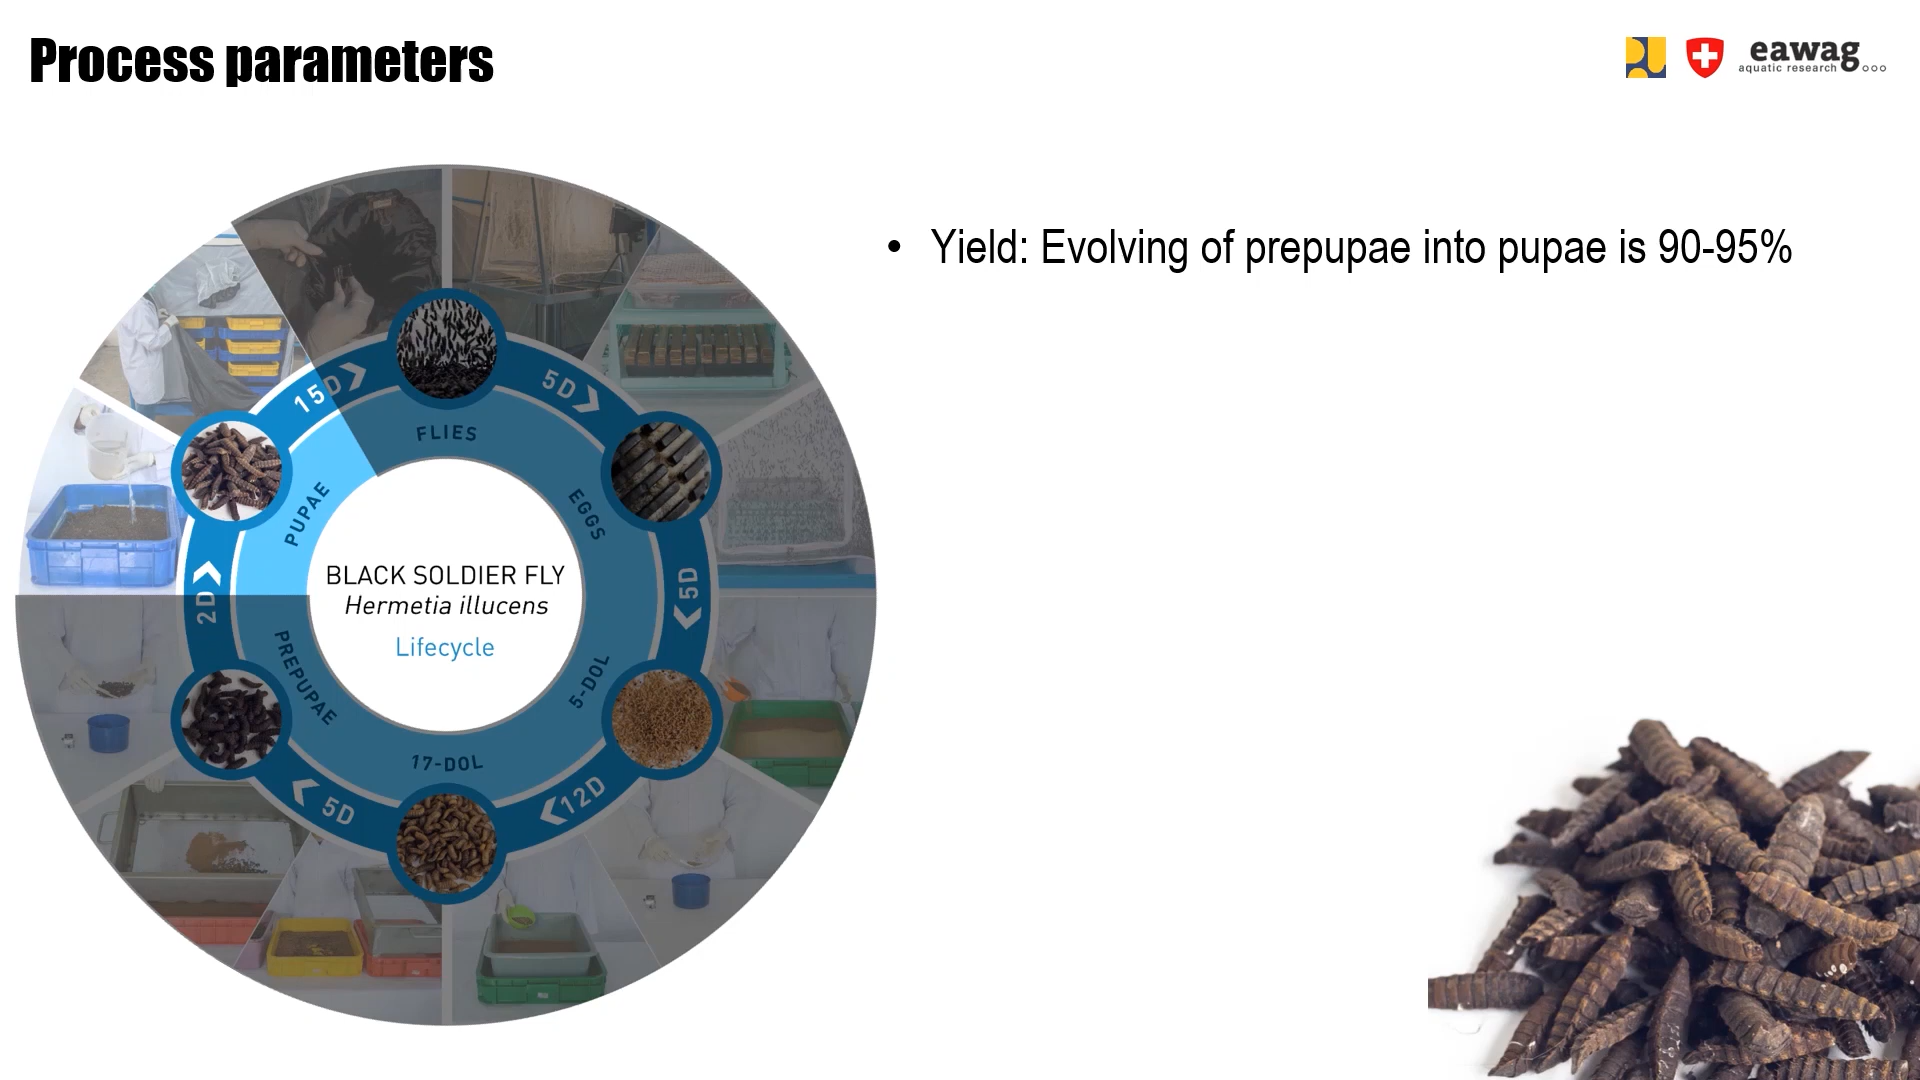 Process parameters
eawag
aquatic research
• Yield: Evolving of prepupae into pupae is 90-95%
15D
5D
FLIES
PUPAE
EGGS
BLACK SOLDIER FLY
Hermetia illucens
Lifecycle
2D
5D
PREPUPAE
5-DOL
17-DOL
5D
12D